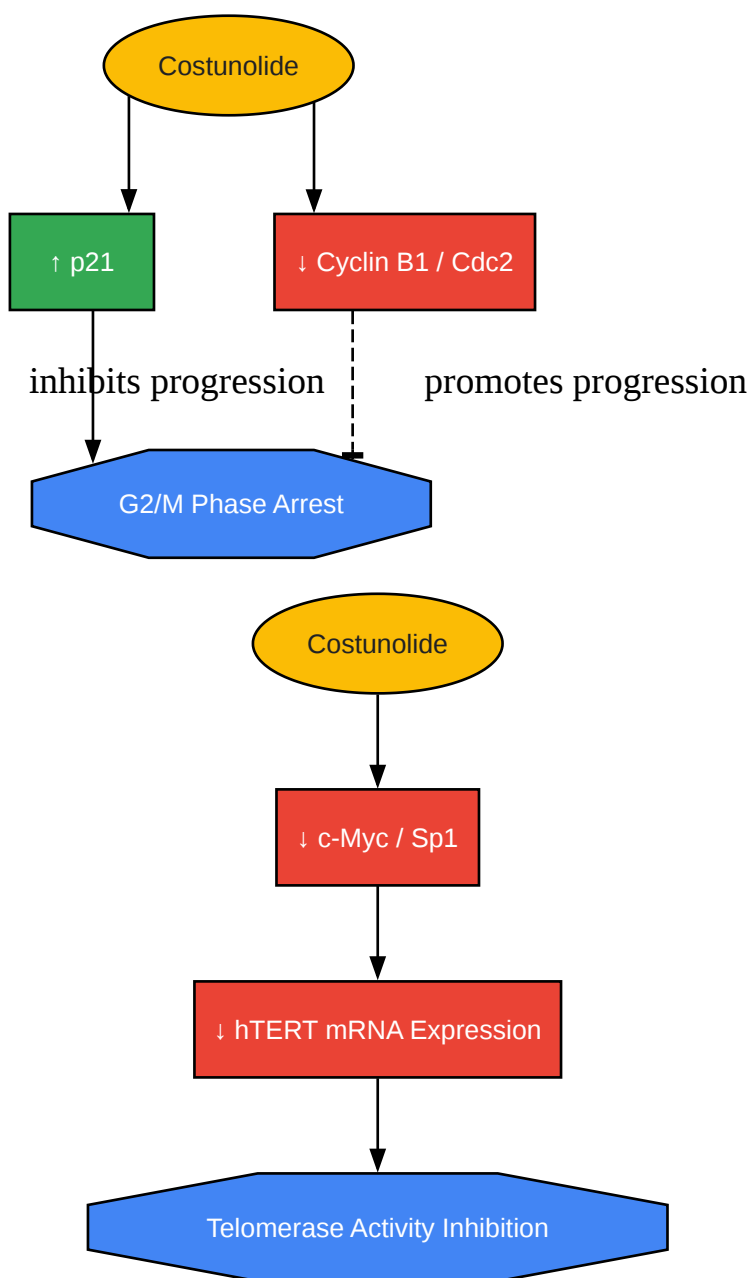 Costunolide
↑ p21
↓ Cyclin B1 / Cdc2
inhibits progression
promotes progression
G2/M Phase Arrest
Costunolide
↓ c-Myc / Sp1
↓ hTERT mRNA Expression
Telomerase Activity Inhibition